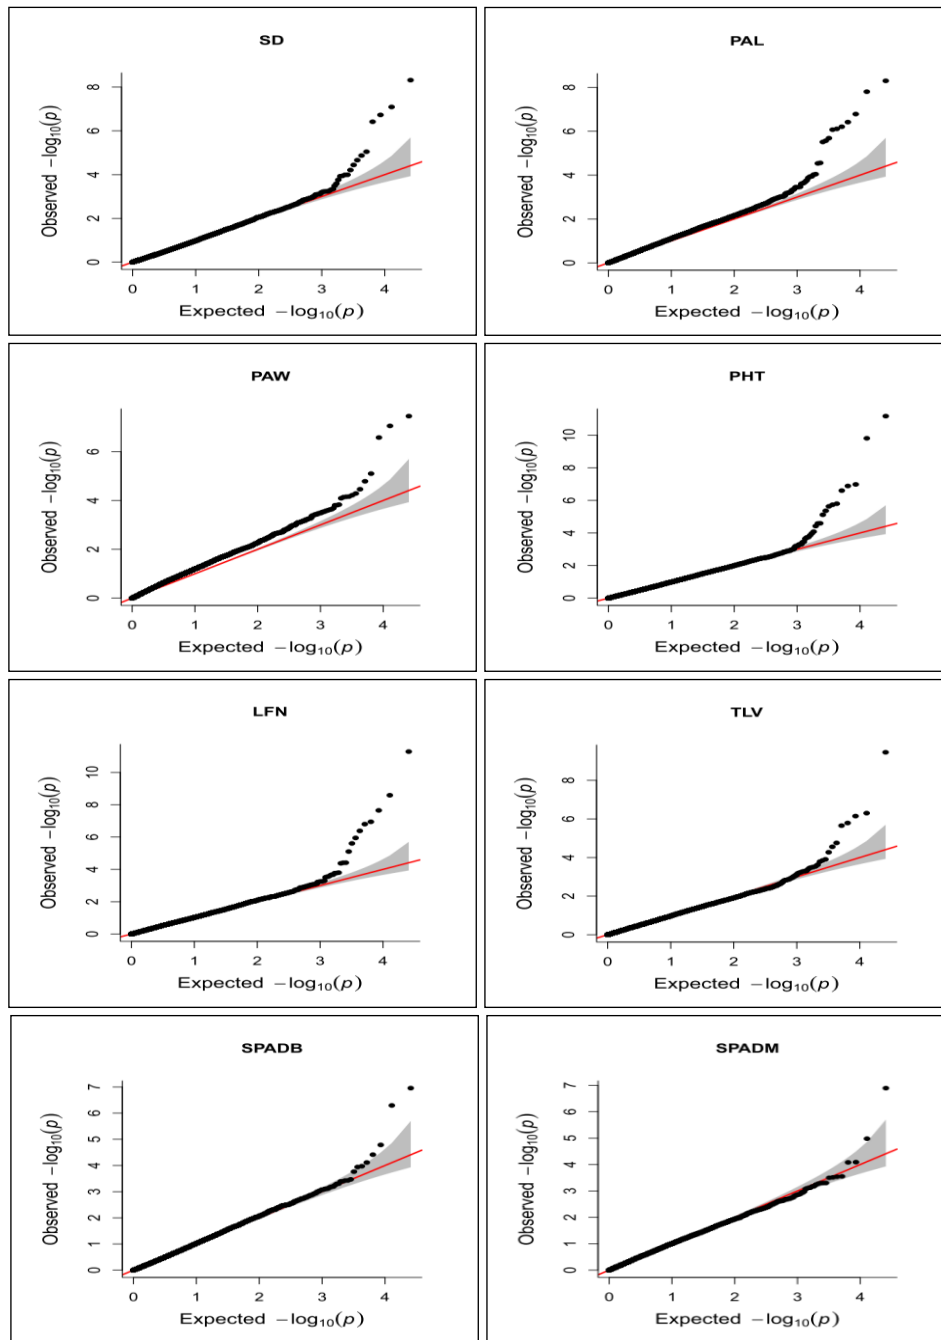 SD
Observed −log10(p)
8
6
4
2
0
0 1 2 3 4
Expected −log10(p)
PAL
Observed −log10(p)
8
6
4
2
0
0 1 2 3 4
Expected −log10(p)
PAW
Observed −log10(p)
6
4
2
0
0 1 2 3 4
Expected −log10(p)
PHT
Observed −log10(p)
10
8
6
4
2
0
0 1 2 3 4
Expected −log10(p)
LFN
Observed −log10(p)
10
8
6
4
2
0
0 1 2 3 4
Expected −log10(p)
TLV
Observed −log10(p)
8
6
4
2
0
0 1 2 3 4
Expected −log10(p)
SPADB
Observed −log10(p)
7
6
5
4
3
2
1
0
0 1 2 3 4
Expected −log10(p)
SPADM
Observed −log10(p)
7
6
5
4
3
2
1
0
0 1 2 3 4
Expected −log10(p)